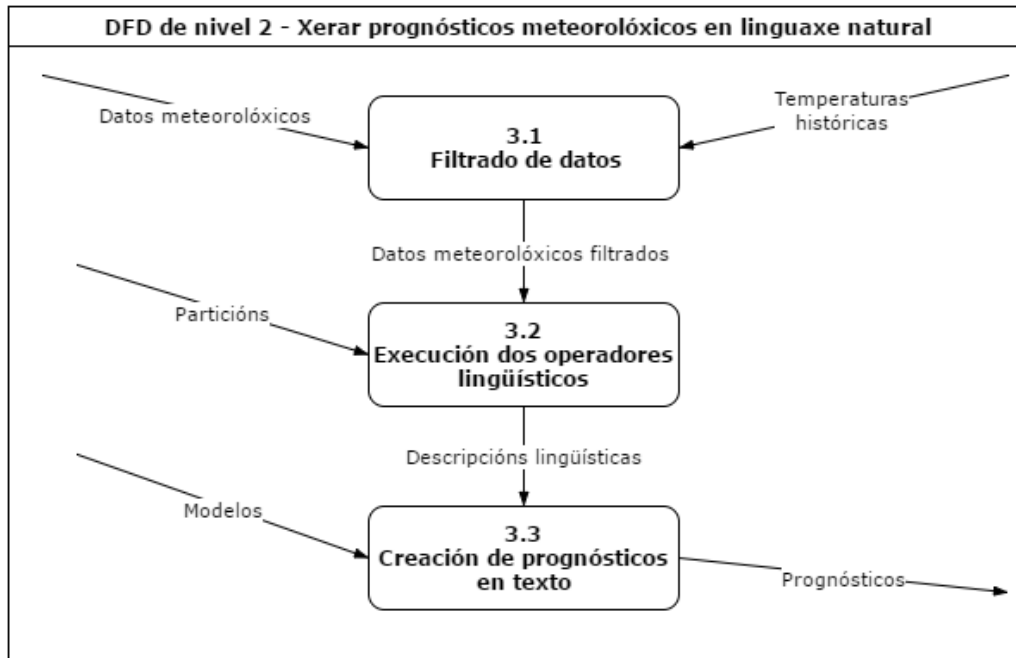 DFD de nivel 2 - Xerar prognósticos meteorolóxicos en linguaxe natural
Datos meteorolóxicos
Temperaturas
históricas
3.1
Filtrado de datos
Datos meteorolóxicos filtrados
Particións
3.2
Execución dos operadores
lingüísticos
Descripcións lingüísticas
Modelos
3.3
Creación de prognósticos
en texto
Prognósticos